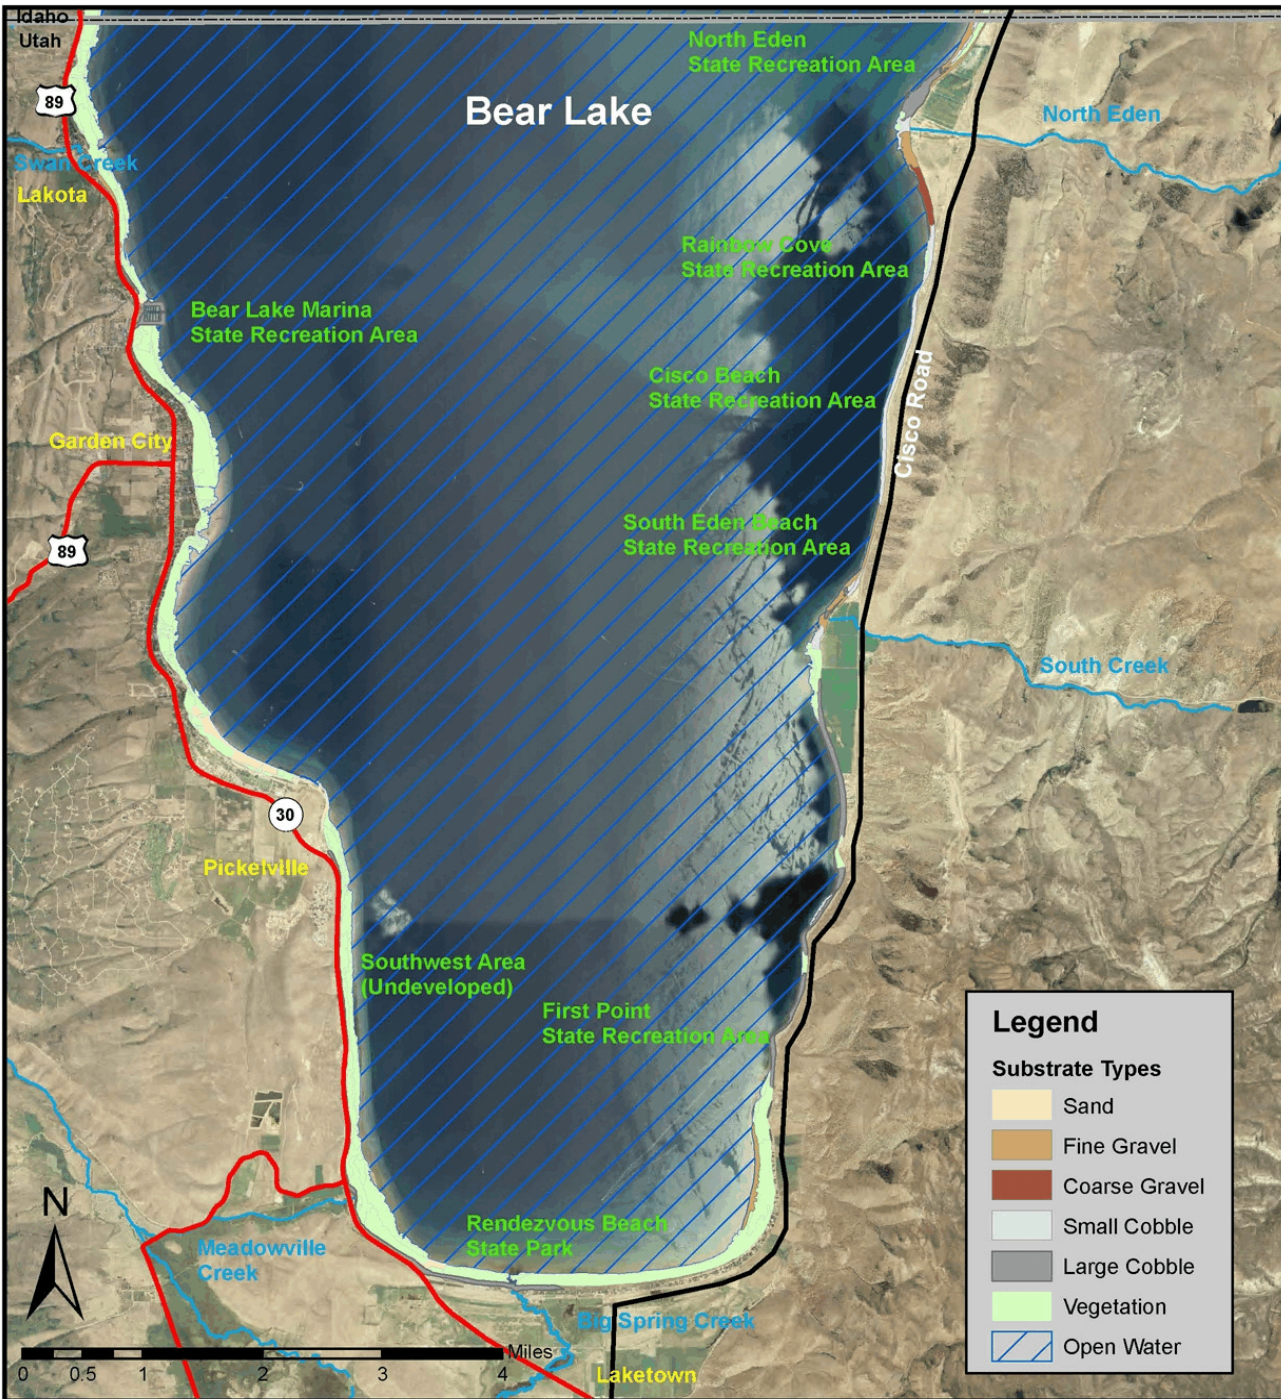 Idaho
Utah
89
Swan Creek
Lakota
North Eden
State Recreation Area
Bear Lake
North Eden
Rainbow Cove
State Recreation Area
Bear Lake Marina
State Recreation Area
Cisco Beach
State Recreation Area
Cisco Road
Garden City
89
South Eden Beach
State Recreation Area
South Creek
30
Pickelville
Southwest Area
(Undeveloped)
First Point
State Recreation Area
Legend
Substrate Types
Sand
Fine Gravel
Coarse Gravel
Small Cobble
Large Cobble
Vegetation
Open Water
N
Meadowville
Creek
Rendezvous Beach
State Park
Big Spring Creek
Laketown
Miles
0 0.5 1 2 3 4